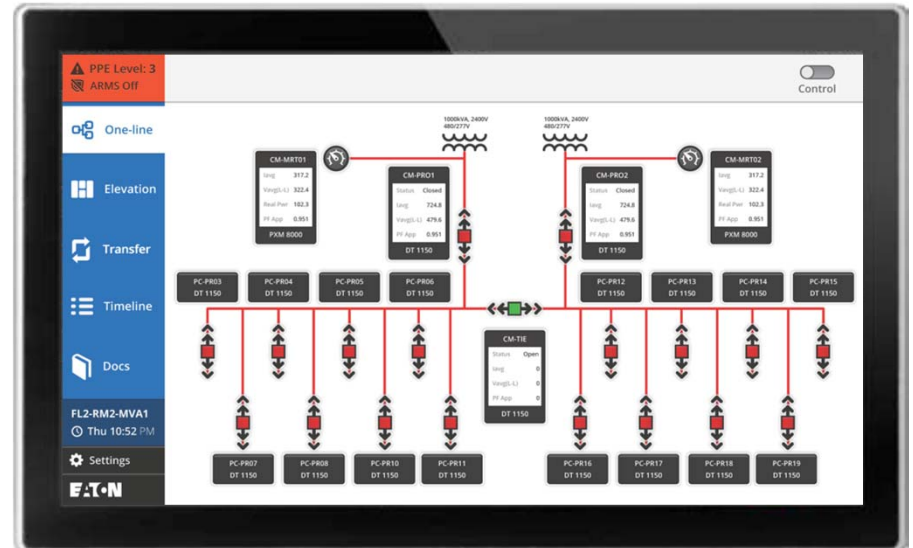 PPE Level: 3
ARMS Off
Control
One-line
Elevation
Transfer
Timeline
Docs
FL2-RM2-MVA1
Thu 10:52 PM
Settings
EATON
1000kVA, 2400V
480/277V
1000kVA, 2400V
480/277V
CM-MRT01
Iavg 317.2
Vavg(L-L) 322.4
Real Pwr 102.3
PF App 0.951
PXM 8000
CM-PRO1
Status Closed
Iavg 724.8
Vavg(L-L) 479.6
PF App 0.951
DT 1150
CM-PRO2
Status Closed
Iavg 724.8
Vavg(L-L) 479.6
PF App 0.951
DT 1150
CM-MRT02
Iavg 317.2
Vavg(L-L) 322.4
Real Pwr 102.3
PF App 0.951
PXM 8000
PC-PR03
DT 1150
PC-PR04
DT 1150
PC-PR05
DT 1150
PC-PR06
DT 1150
PC-PR12
DT 1150
PC-PR13
DT 1150
PC-PR14
DT 1150
PC-PR15
DT 1150
CM-TIE
Status Open
Iavg 0
Vavg(L-L) 0
PF App 0
DT 1150
PC-PR07
DT 1150
PC-PR08
DT 1150
PC-PR10
DT 1150
PC-PR11
DT 1150
PC-PR16
DT 1150
PC-PR17
DT 1150
PC-PR18
DT 1150
PC-PR19
DT 1150